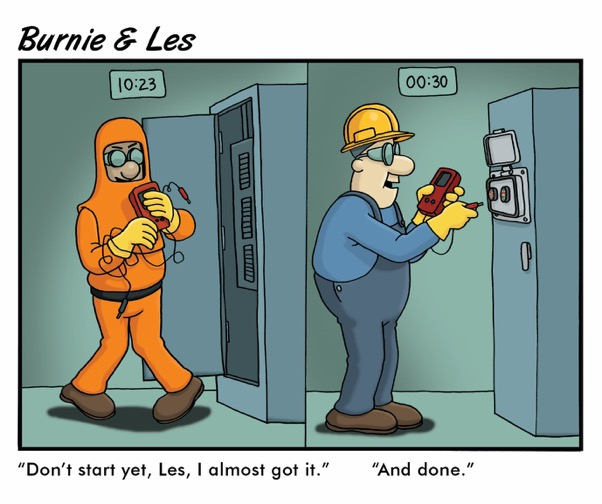 Burnie & Les
10:23
00:30
“Don’t start yet, Les, I almost got it.”
“And done.”